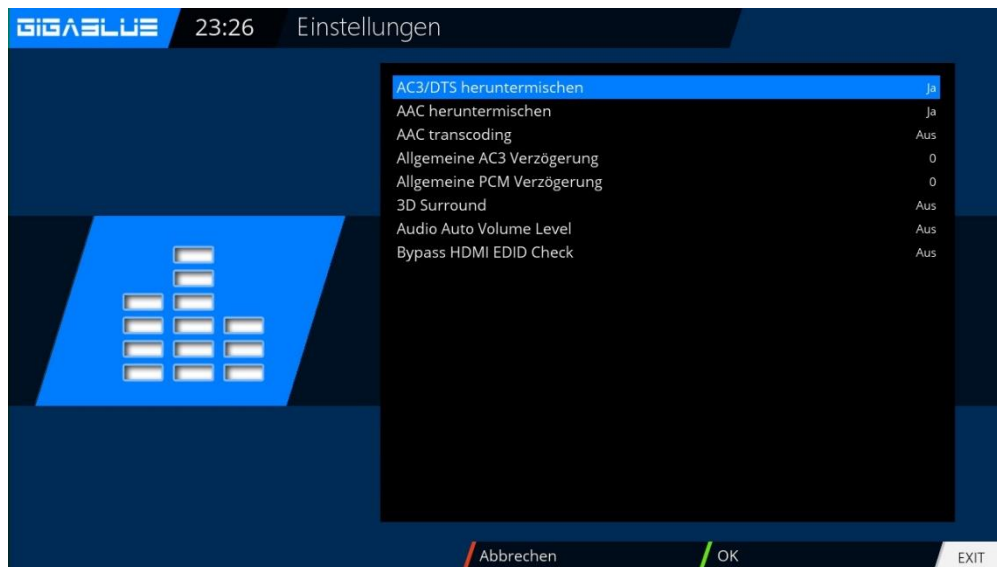 GIGABLUE 23:26 Einstellungen
AC3/DTS heruntermischen Ja
AAC heruntermischen Ja
AAC transcoding Aus
Allgemeine AC3 Verzögerung 0
Allgemeine PCM Verzögerung 0
3D Surround Aus
Audio Auto Volume Level Aus
Bypass HDMI EDID Check Aus
Abbrechen OK EXIT